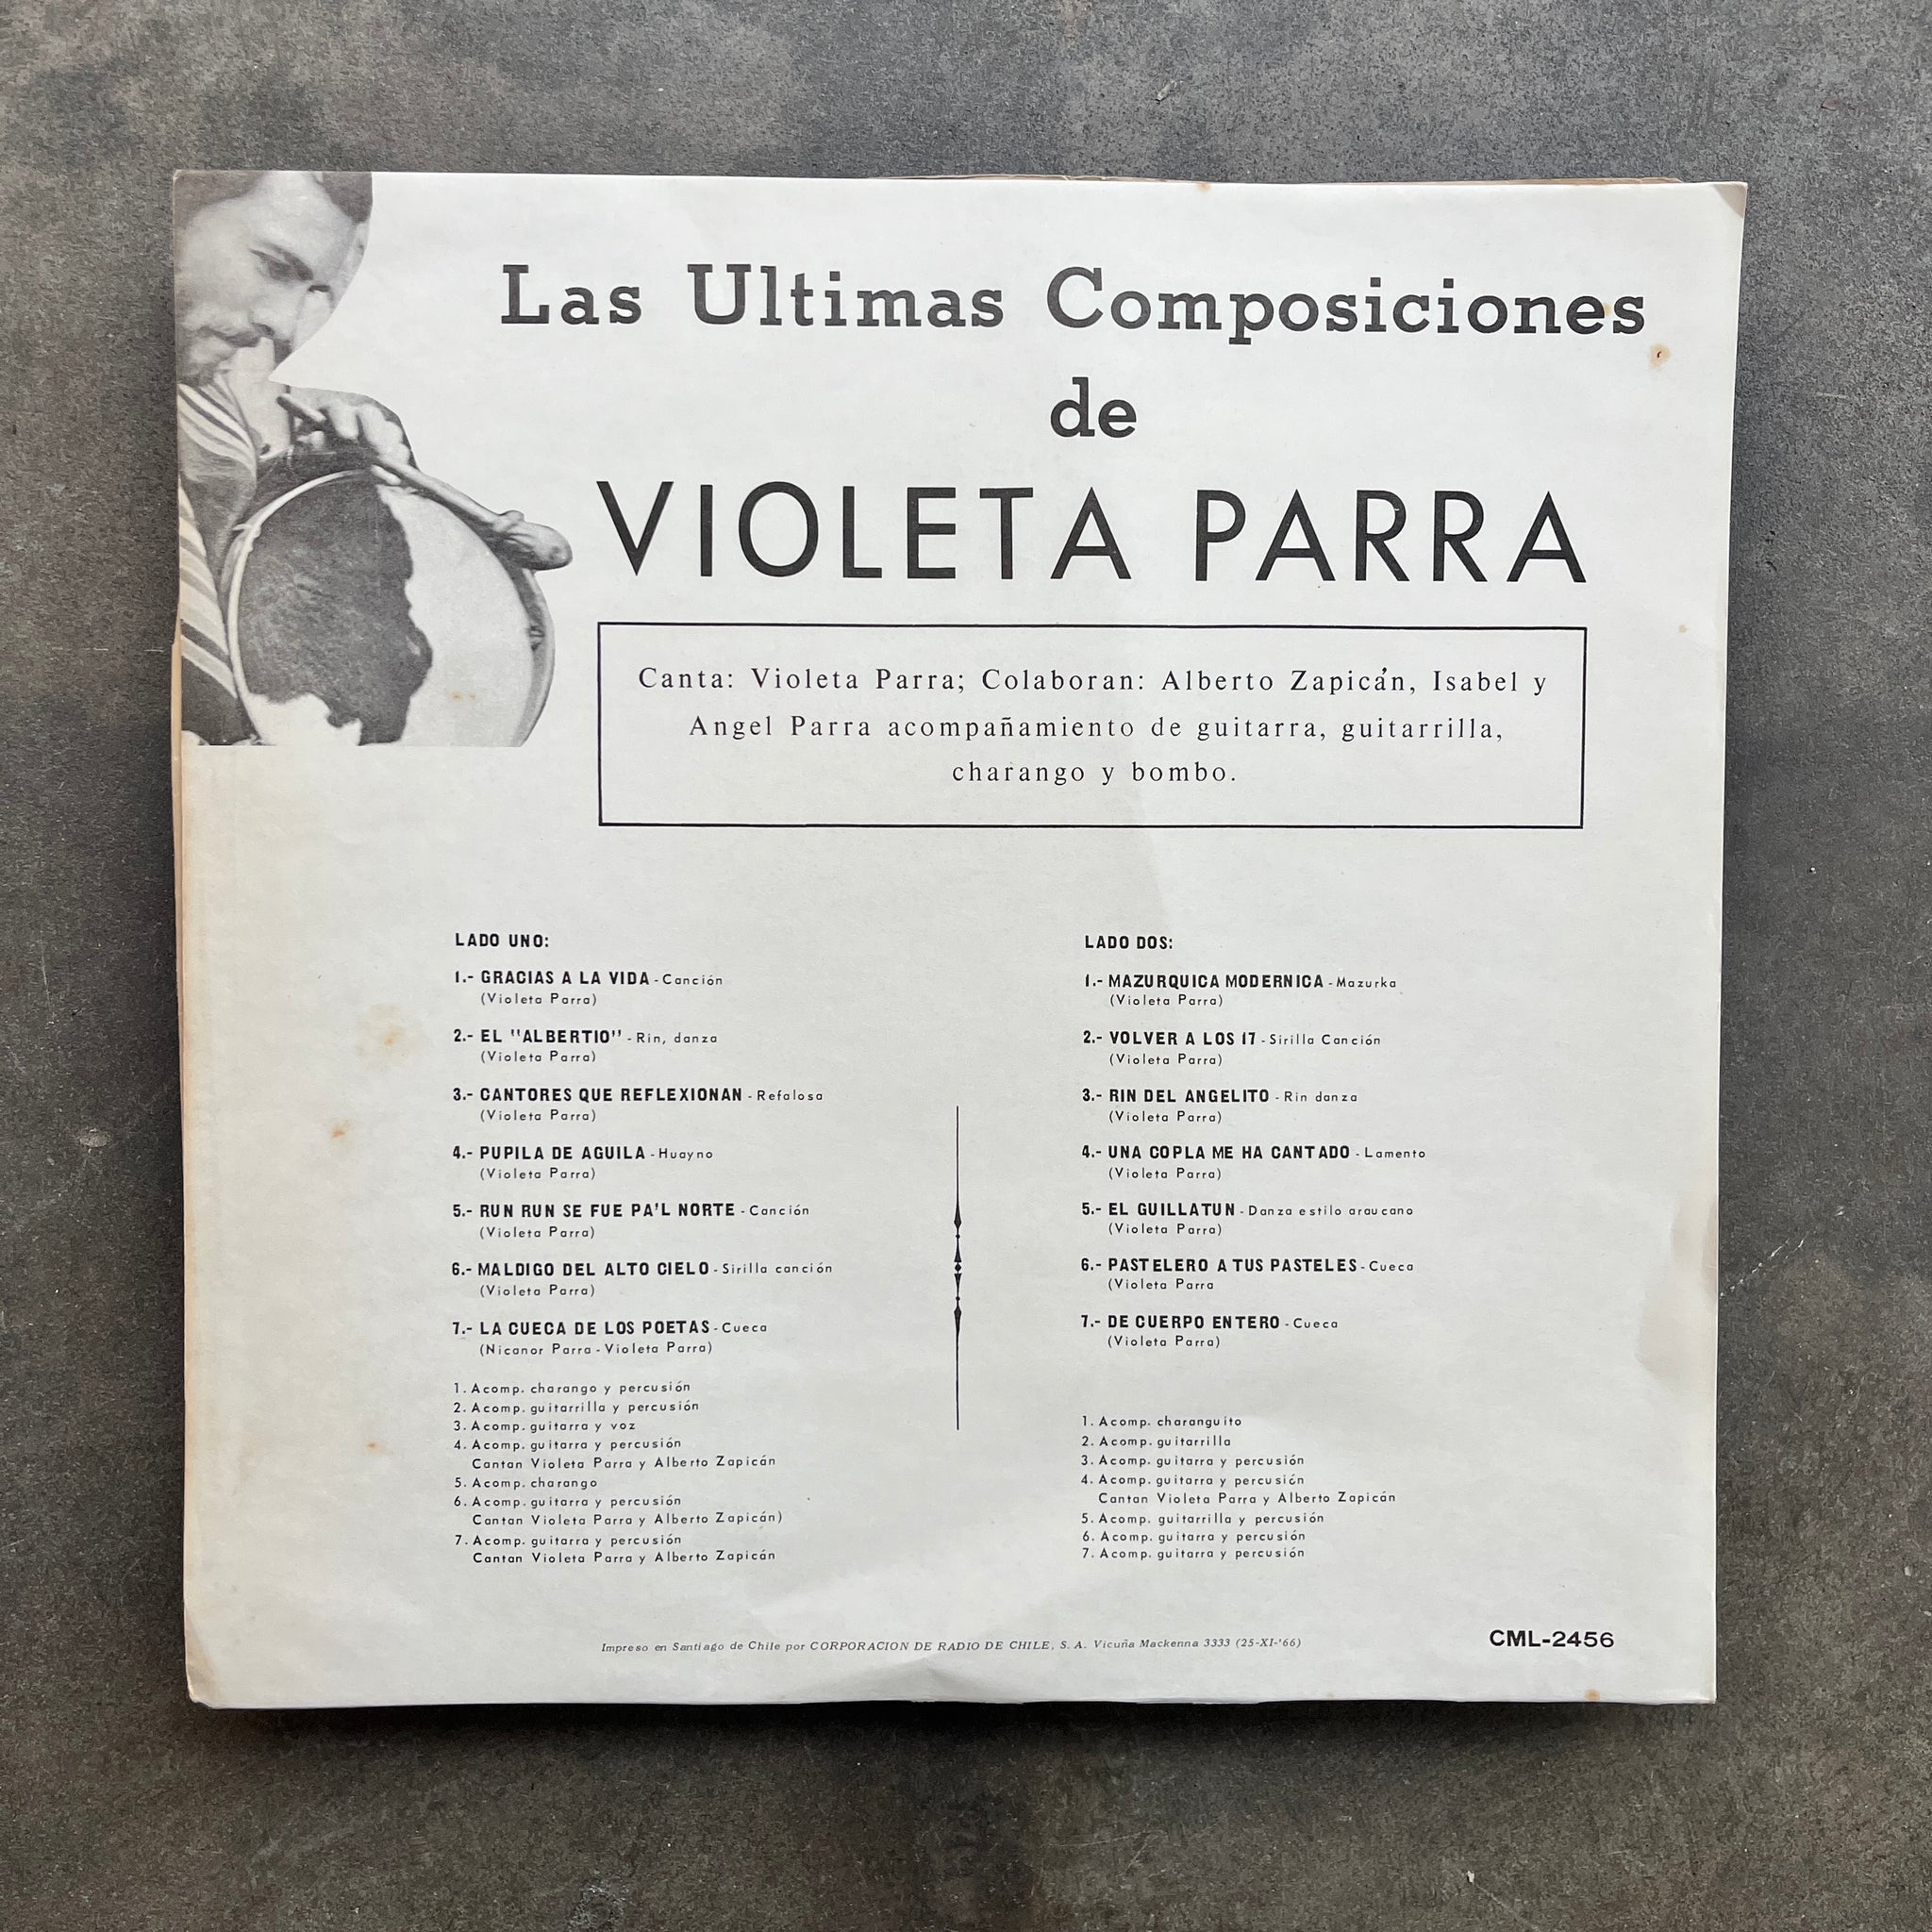 Las Ultimas Composiciones
de
VIOLETA PARRA
Canta: Violeta Parra; Colaboran: Alberto Zapicán, Isabel y
Angel Parra acompañamiento de guitarra, guitarrilla,
charango y bombo.
LADO UNO:
1.- GRACIAS A LA VIDA - Canción
(Violeta Parra)
2.- EL "ALBERTIO" - Rin, danza
(Violeta Parra)
3.- CANTORES QUE REFLEXIONAN - Refalosa
(Violeta Parra)
4.- PUPILA DE AGUILA - Huayno
(Violeta Parra)
5.- RUN RUN SE FUE PA'L NORTE - Canción
(Violeta Parra)
6.- MALDIGO DEL ALTO CIELO - Sirilla canción
(Violeta Parra)
7.- LA CUECA DE LOS POETAS - Cueca
(Nicanor Parra - Violeta Parra)
1. Acomp. charango y percusión
2. Acomp. guitarrilla y percusión
3. Acomp. guitarra y voz
4. Acomp. guitarra y percusión
Cantan Violeta Parra y Alberto Zapicán
5. Acomp. charango
6. Acomp. guitarra y percusión
Cantan Violeta Parra y Alberto Zapicán)
7. Acomp. guitarra y percusión
Cantan Violeta Parra y Alberto Zapicán
LADO DOS:
1.- MAZURQUICA MODERNICA - Mazurka
(Violeta Parra)
2.- VOLVER A LOS 17 - Sirilla Canción
(Violeta Parra)
3.- RIN DEL ANGELITO - Rin danza
(Violeta Parra)
4.- UNA COPLA ME HA CANTADO - Lamento
(Violeta Parra)
5.- EL GUILLATUN - Danza estilo araucano
(Violeta Parra)
6.- PASTELERO A TUS PASTELES - Cueca
(Violeta Parra
7.- DE CUERPO ENTERO - Cueca
(Violeta Parra)
1. Acomp. charanguito
2. Acomp. guitarrilla
3. Acomp. guitarra y percusión
4. Acomp. guitarra y percusión
Cantan Violeta Parra y Alberto Zapicán
5. Acomp. guitarrilla y percusión
6. Acomp. guitarra y percusión
7. Acomp. guitarra y percusión
Impreso en Santiago de Chile por CORPORACION DE RADIO DE CHILE, S. A. Vicuña Mackenna 3333 (25-XI-'66)
CML-2456